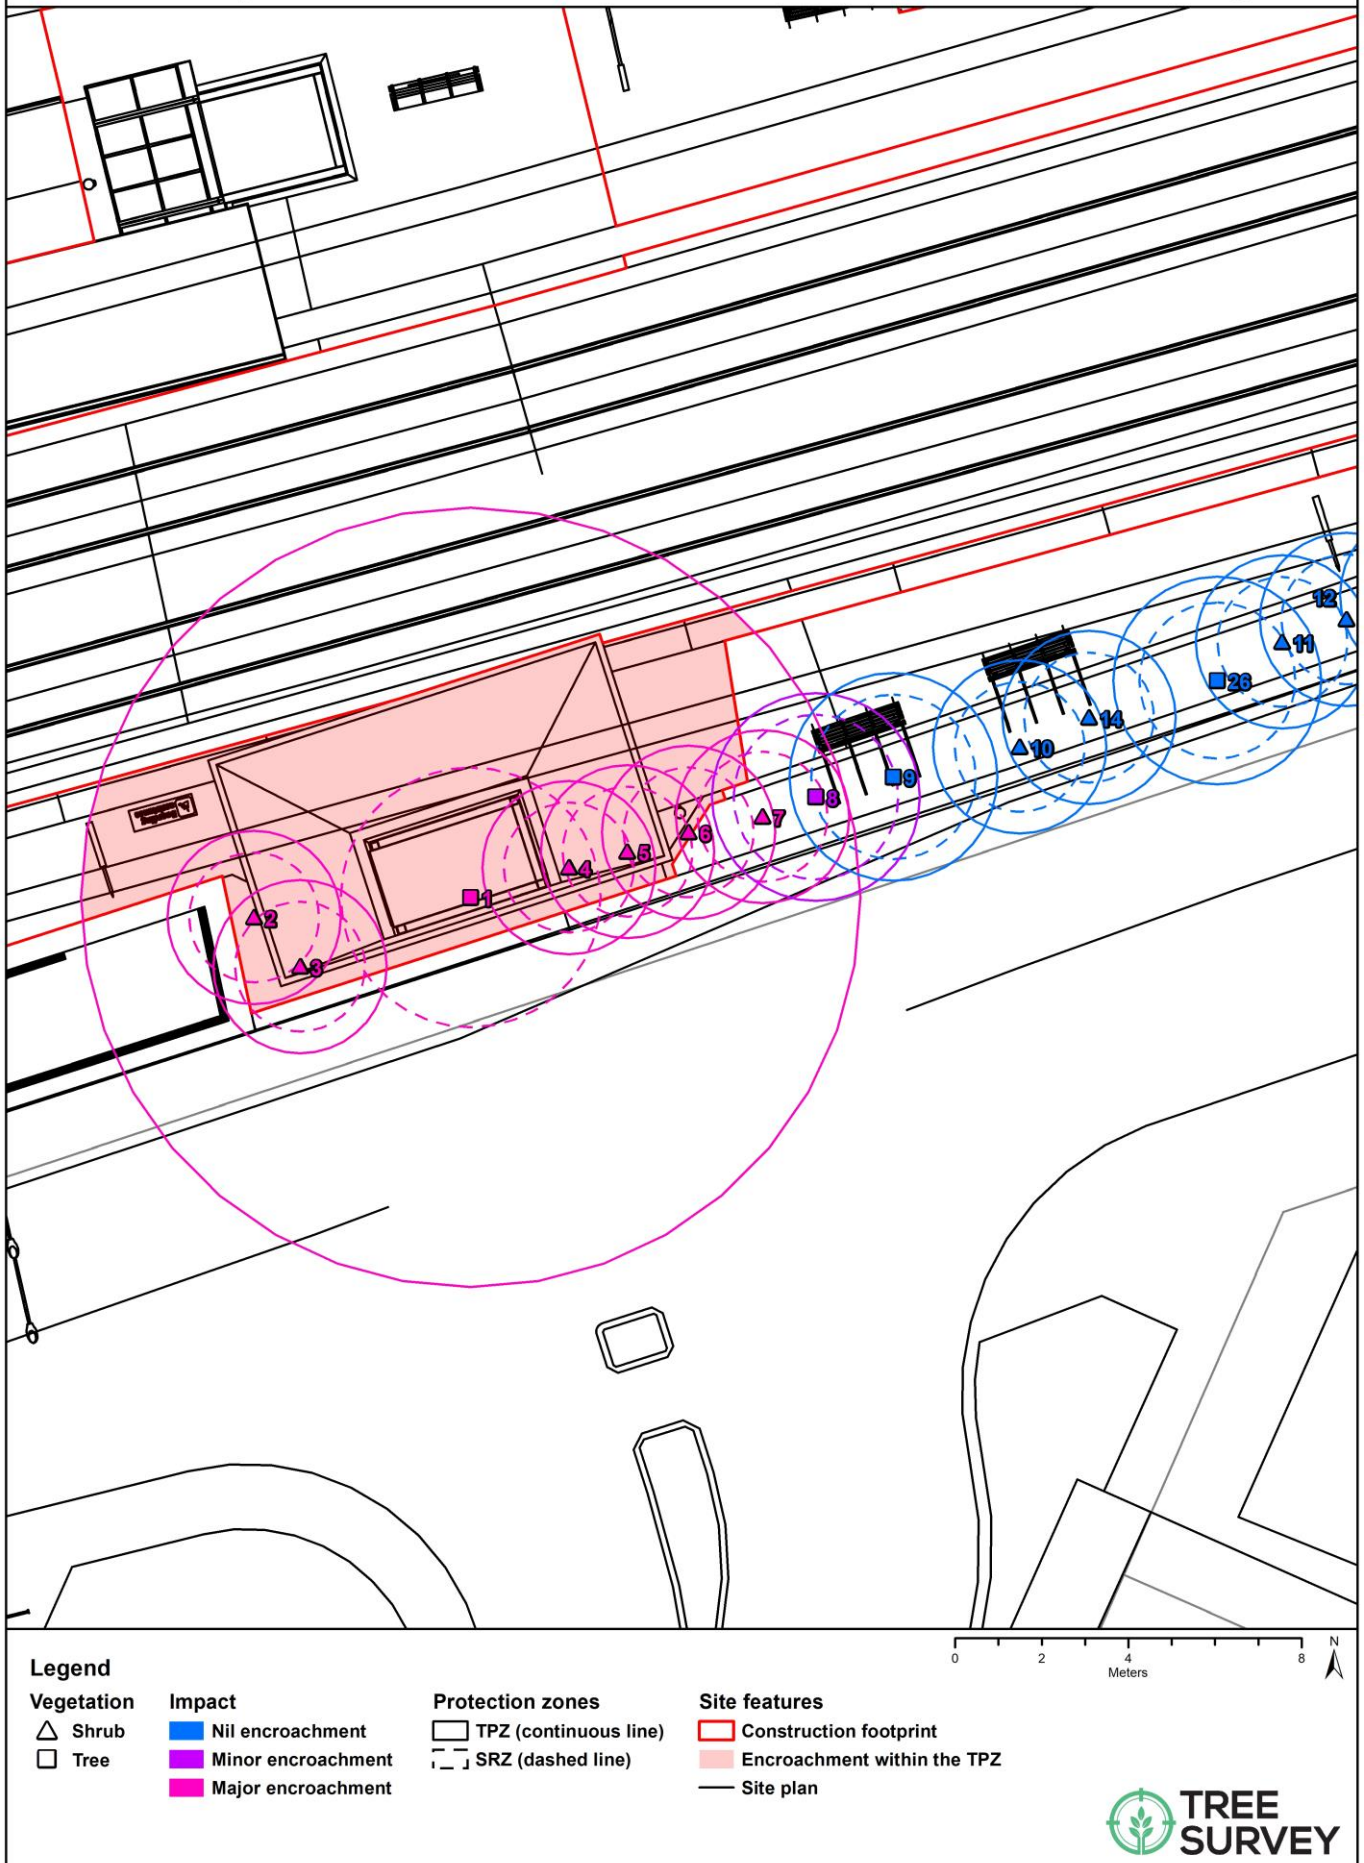 12
11
26
14
10
9
8
7
6
5
4
1
2
3
Legend
Vegetation
Shrub
Tree
Impact
Nil encroachment
Minor encroachment
Major encroachment
Protection zones
TPZ (continuous line)
SRZ (dashed line)
Site features
Construction footprint
Encroachment within the TPZ
Site plan
0 2 4 8
Meters
N
TREE
SURVEY